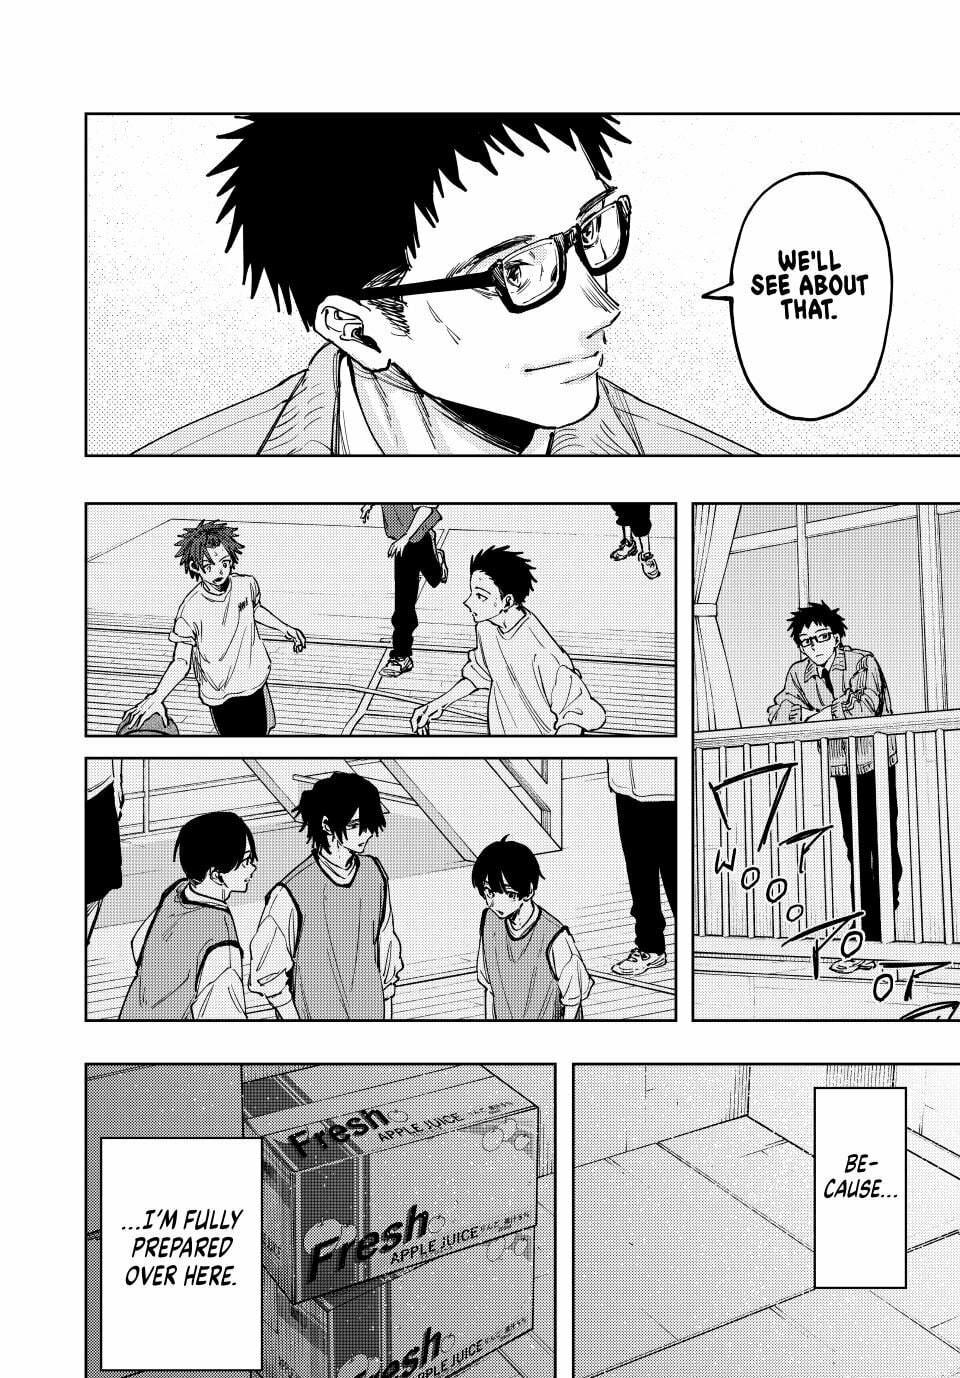 WE'LL
SEE ABOUT
THAT.
WOO
BE-
CAUSE...
Fresh
APPLE JUICE
...I'M FULLY
PREPARED
OVER HERE.
Fresh
APPLE JUICE
Fresh
APPLE JUICE